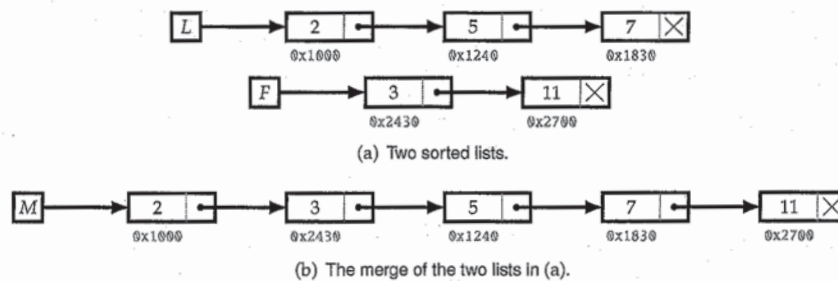 L 2 5 7
0x1000 0x1240 0x1830
F 3 11
0x2430 0x2700
(a) Two sorted lists.
M 2 3 5 7 11
0x1000 0x2430 0x1240 0x1830 0x2700
(b) The merge of the two lists in (a).